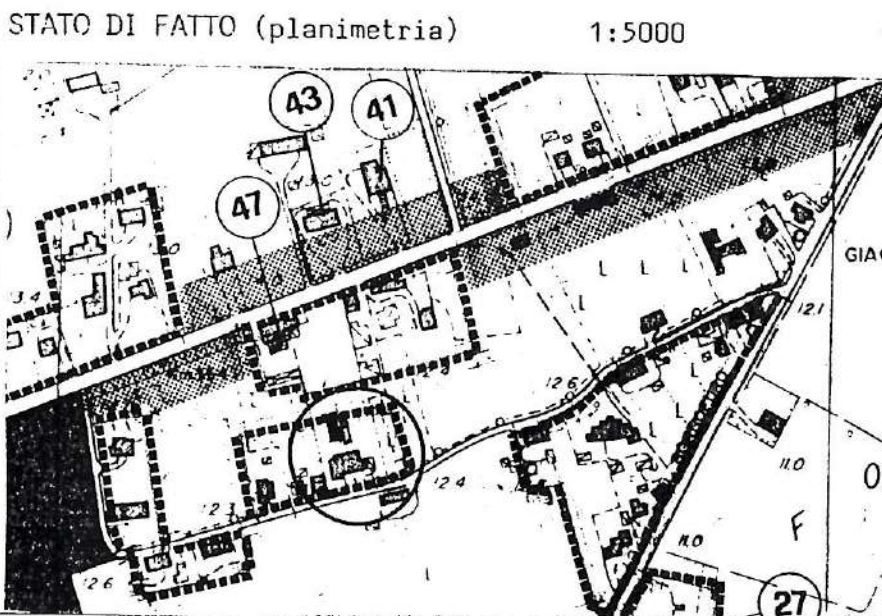 STATO DI FATTO (planimetria) 1:5000
43
41
47
GIA
12.1
12.6
12.4
12.3
12.6
11.0
11.0
O
F
27
L
L
L
L
L
L
L